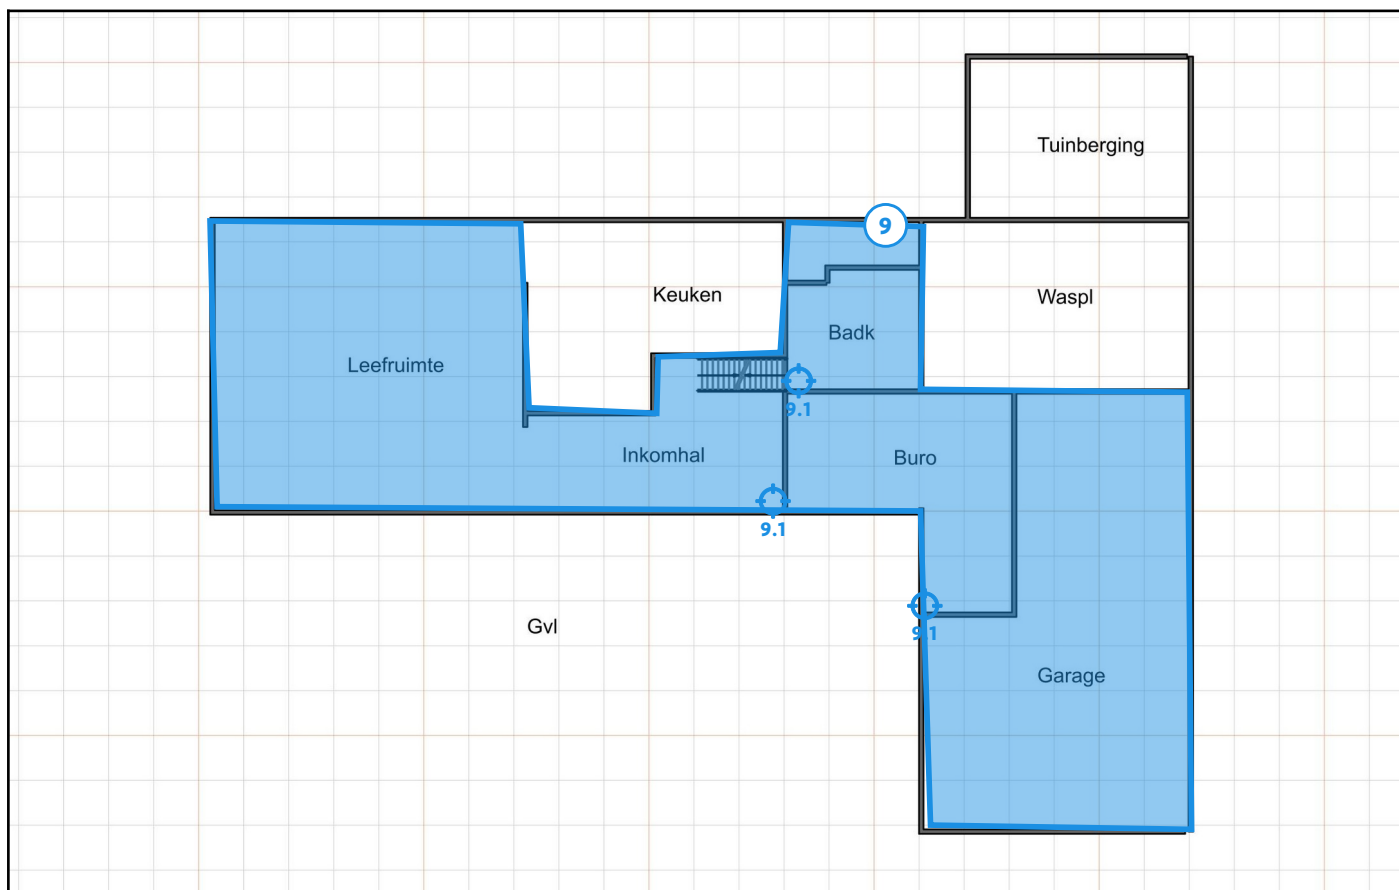 Tuinberging
9
Keuken
Waspl
Badk
Leefruimte
9.1
Inkomhal
Buro
9.1
Gvl
9.1
Garage